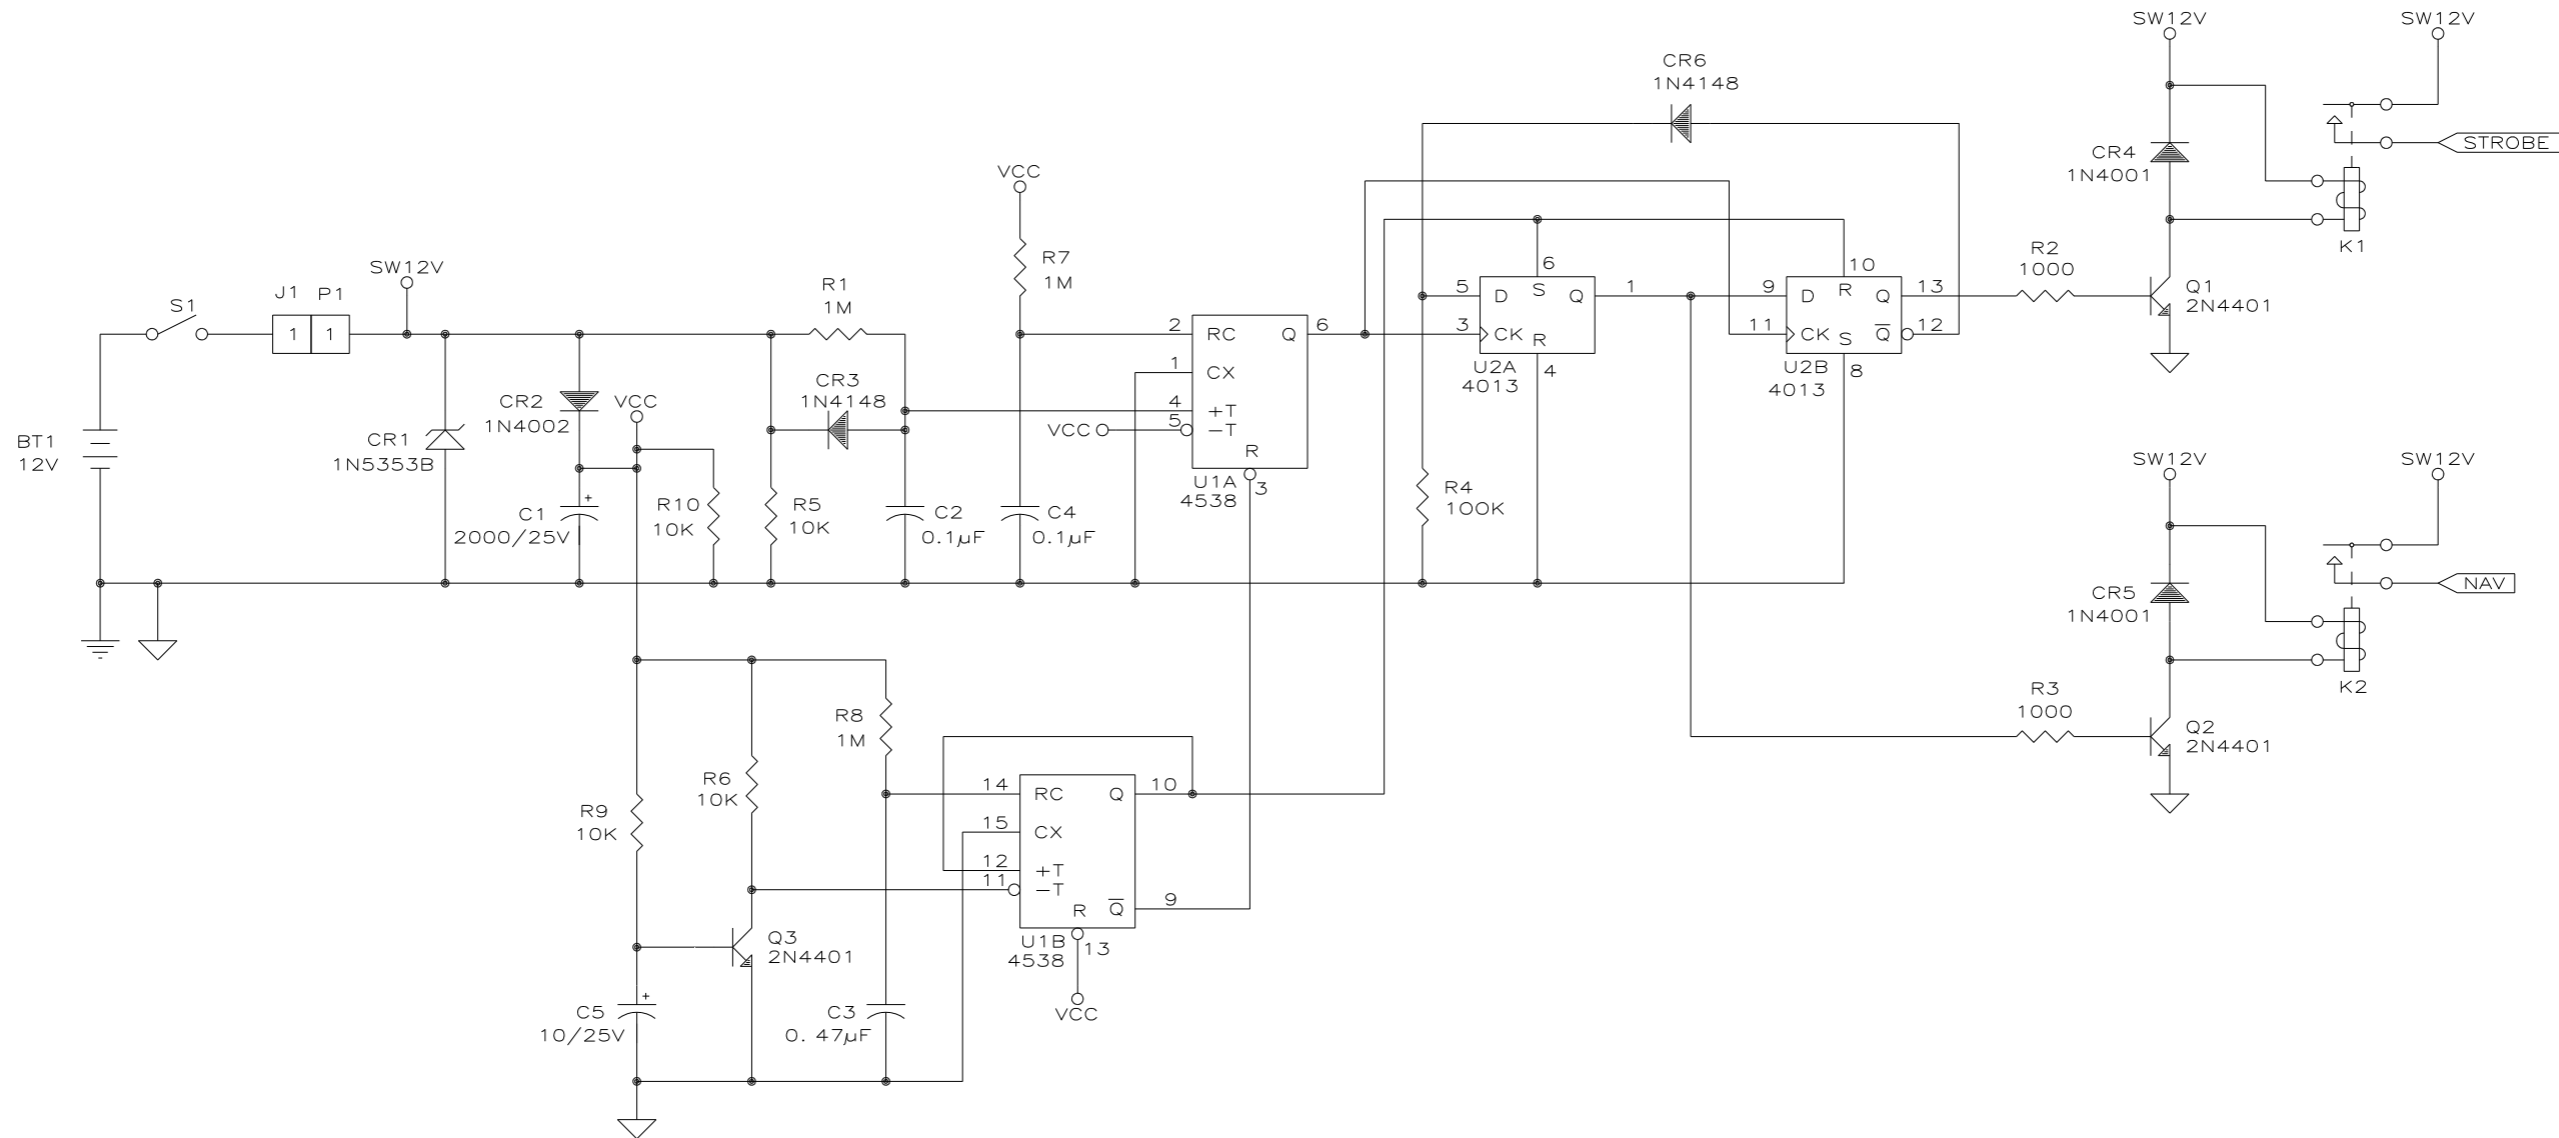 SW12V
SW12V
CR6
1N4148
STROBE
CR4
1N4001
VCC
K1
R7
1M
R2
1000
SW12V
J1 P1
S1
1 1
R1
1M
5 D S Q 1
6
3 CK R
4
U2A
4013
9 D R Q 13
10
11 CK S Q 12
8
U2B
4013
Q1
2N4401
2 RC Q 6
1 CX
4 +T
VCC 5 -T
R
3
U1A
4538
CR3
1N4148
CR2
1N4002
VCC
BT1
12V
CR1
1N5353B
SW12V
SW12V
R10
10K
R5
10K
C1
+
2000/25V
C2
0.1µF
C4
0.1µF
R4
100K
NAV
CR5
1N4001
K2
R8
1M
R3
1000
Q2
2N4401
R6
10K
R9
10K
14 RC Q 10
15 CX
12 +T
11 -T
R Q 9
U1B
4538
13
VCC
Q3
2N4401
C5
+
10/25V
C3
0.47µF